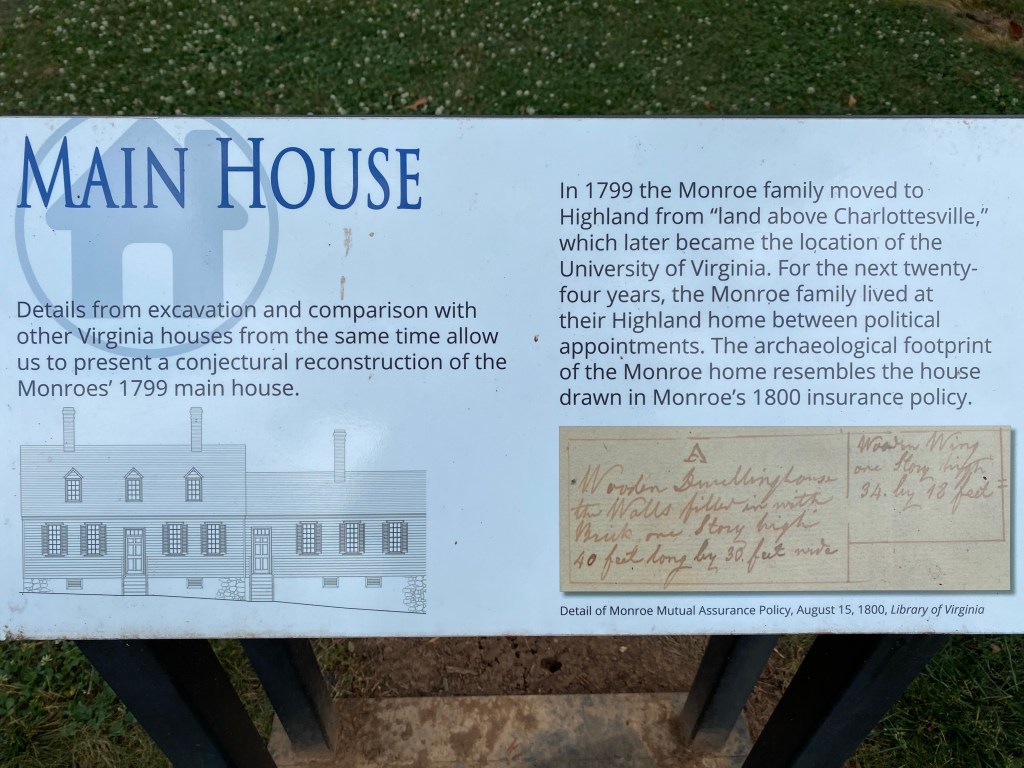 MAIN HOUSE
Details from excavation and comparison with
other Virginia houses from the same time allow
us to present a conjectural reconstruction of the
Monroes’ 1799 main house.
In 1799 the Monroe family moved to
Highland from “land above Charlottesville,”
which later became the location of the
University of Virginia. For the next twenty-
four years, the Monroe family lived at
their Highland home between political
appointments. The archaeological footprint
of the Monroe home resembles the house
drawn in Monroe’s 1800 insurance policy.
A
Wooden Dwellinghouse
the Walls filled in with
Brick one Story high
40 feet long by 30 feet wide
Wooden Wing
one Story high
34. by 18 feet
Detail of Monroe Mutual Assurance Policy, August 15, 1800, Library of Virginia